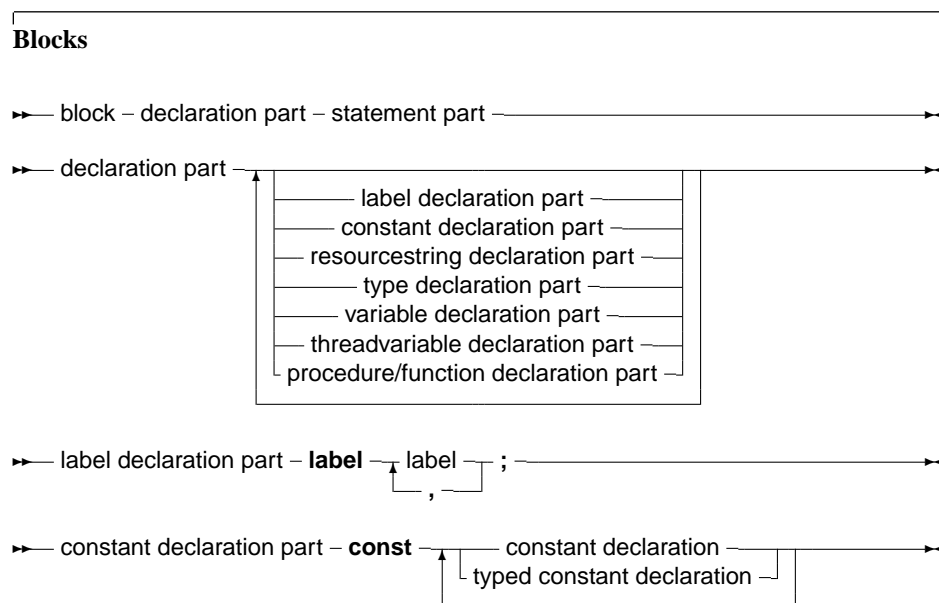 Blocks
block declaration part statement part
declaration part
label declaration part
constant declaration part
resourcestring declaration part
type declaration part
variable declaration part
threadvariable declaration part
procedure/function declaration part
label declaration part label label ;
,
constant declaration part const constant declaration
typed constant declaration